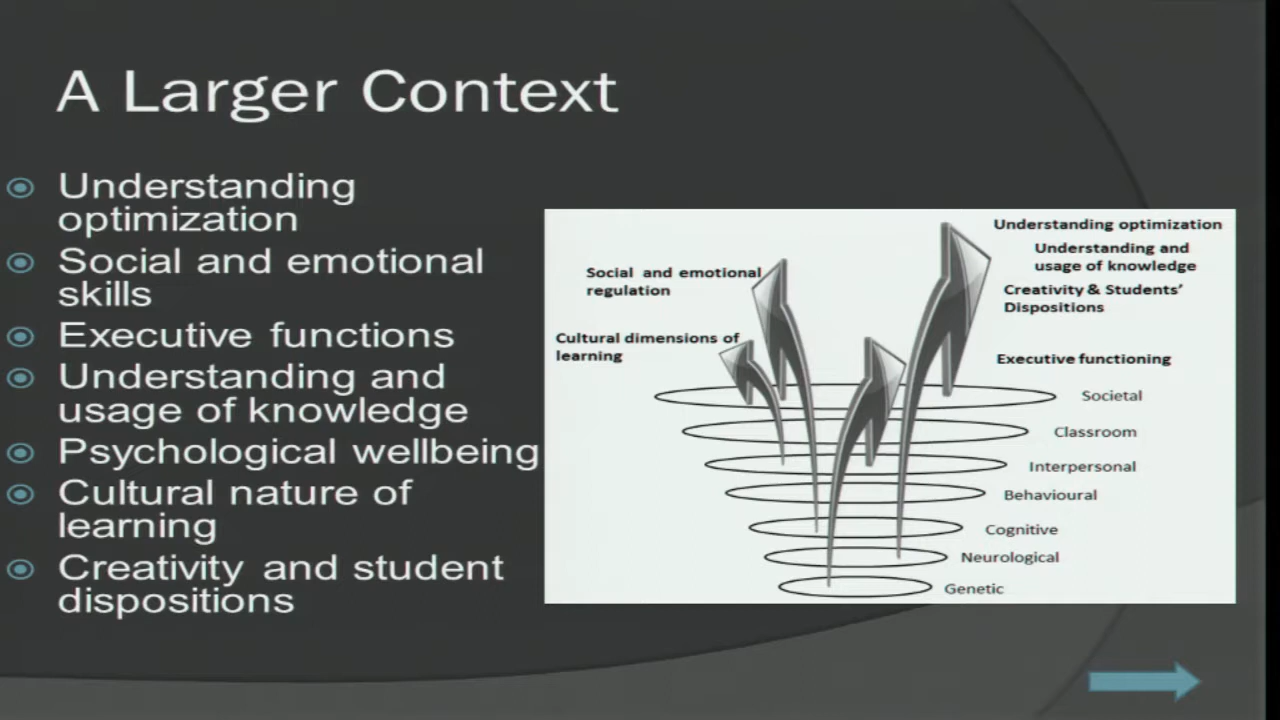 A Larger Context
Understanding
optimization
Social and emotional
skills
Executive functions
Understanding and
usage of knowledge
Psychological wellbeing
Cultural nature of
learning
Creativity and student
dispositions
Understanding optimization
Understanding and
usage of knowledge
Creativity & Students’
Dispositions
Social and emotional
regulation
Cultural dimensions of
learning
Executive functioning
Societal
Classroom
Interpersonal
Behavioural
Cognitive
Neurological
Genetic